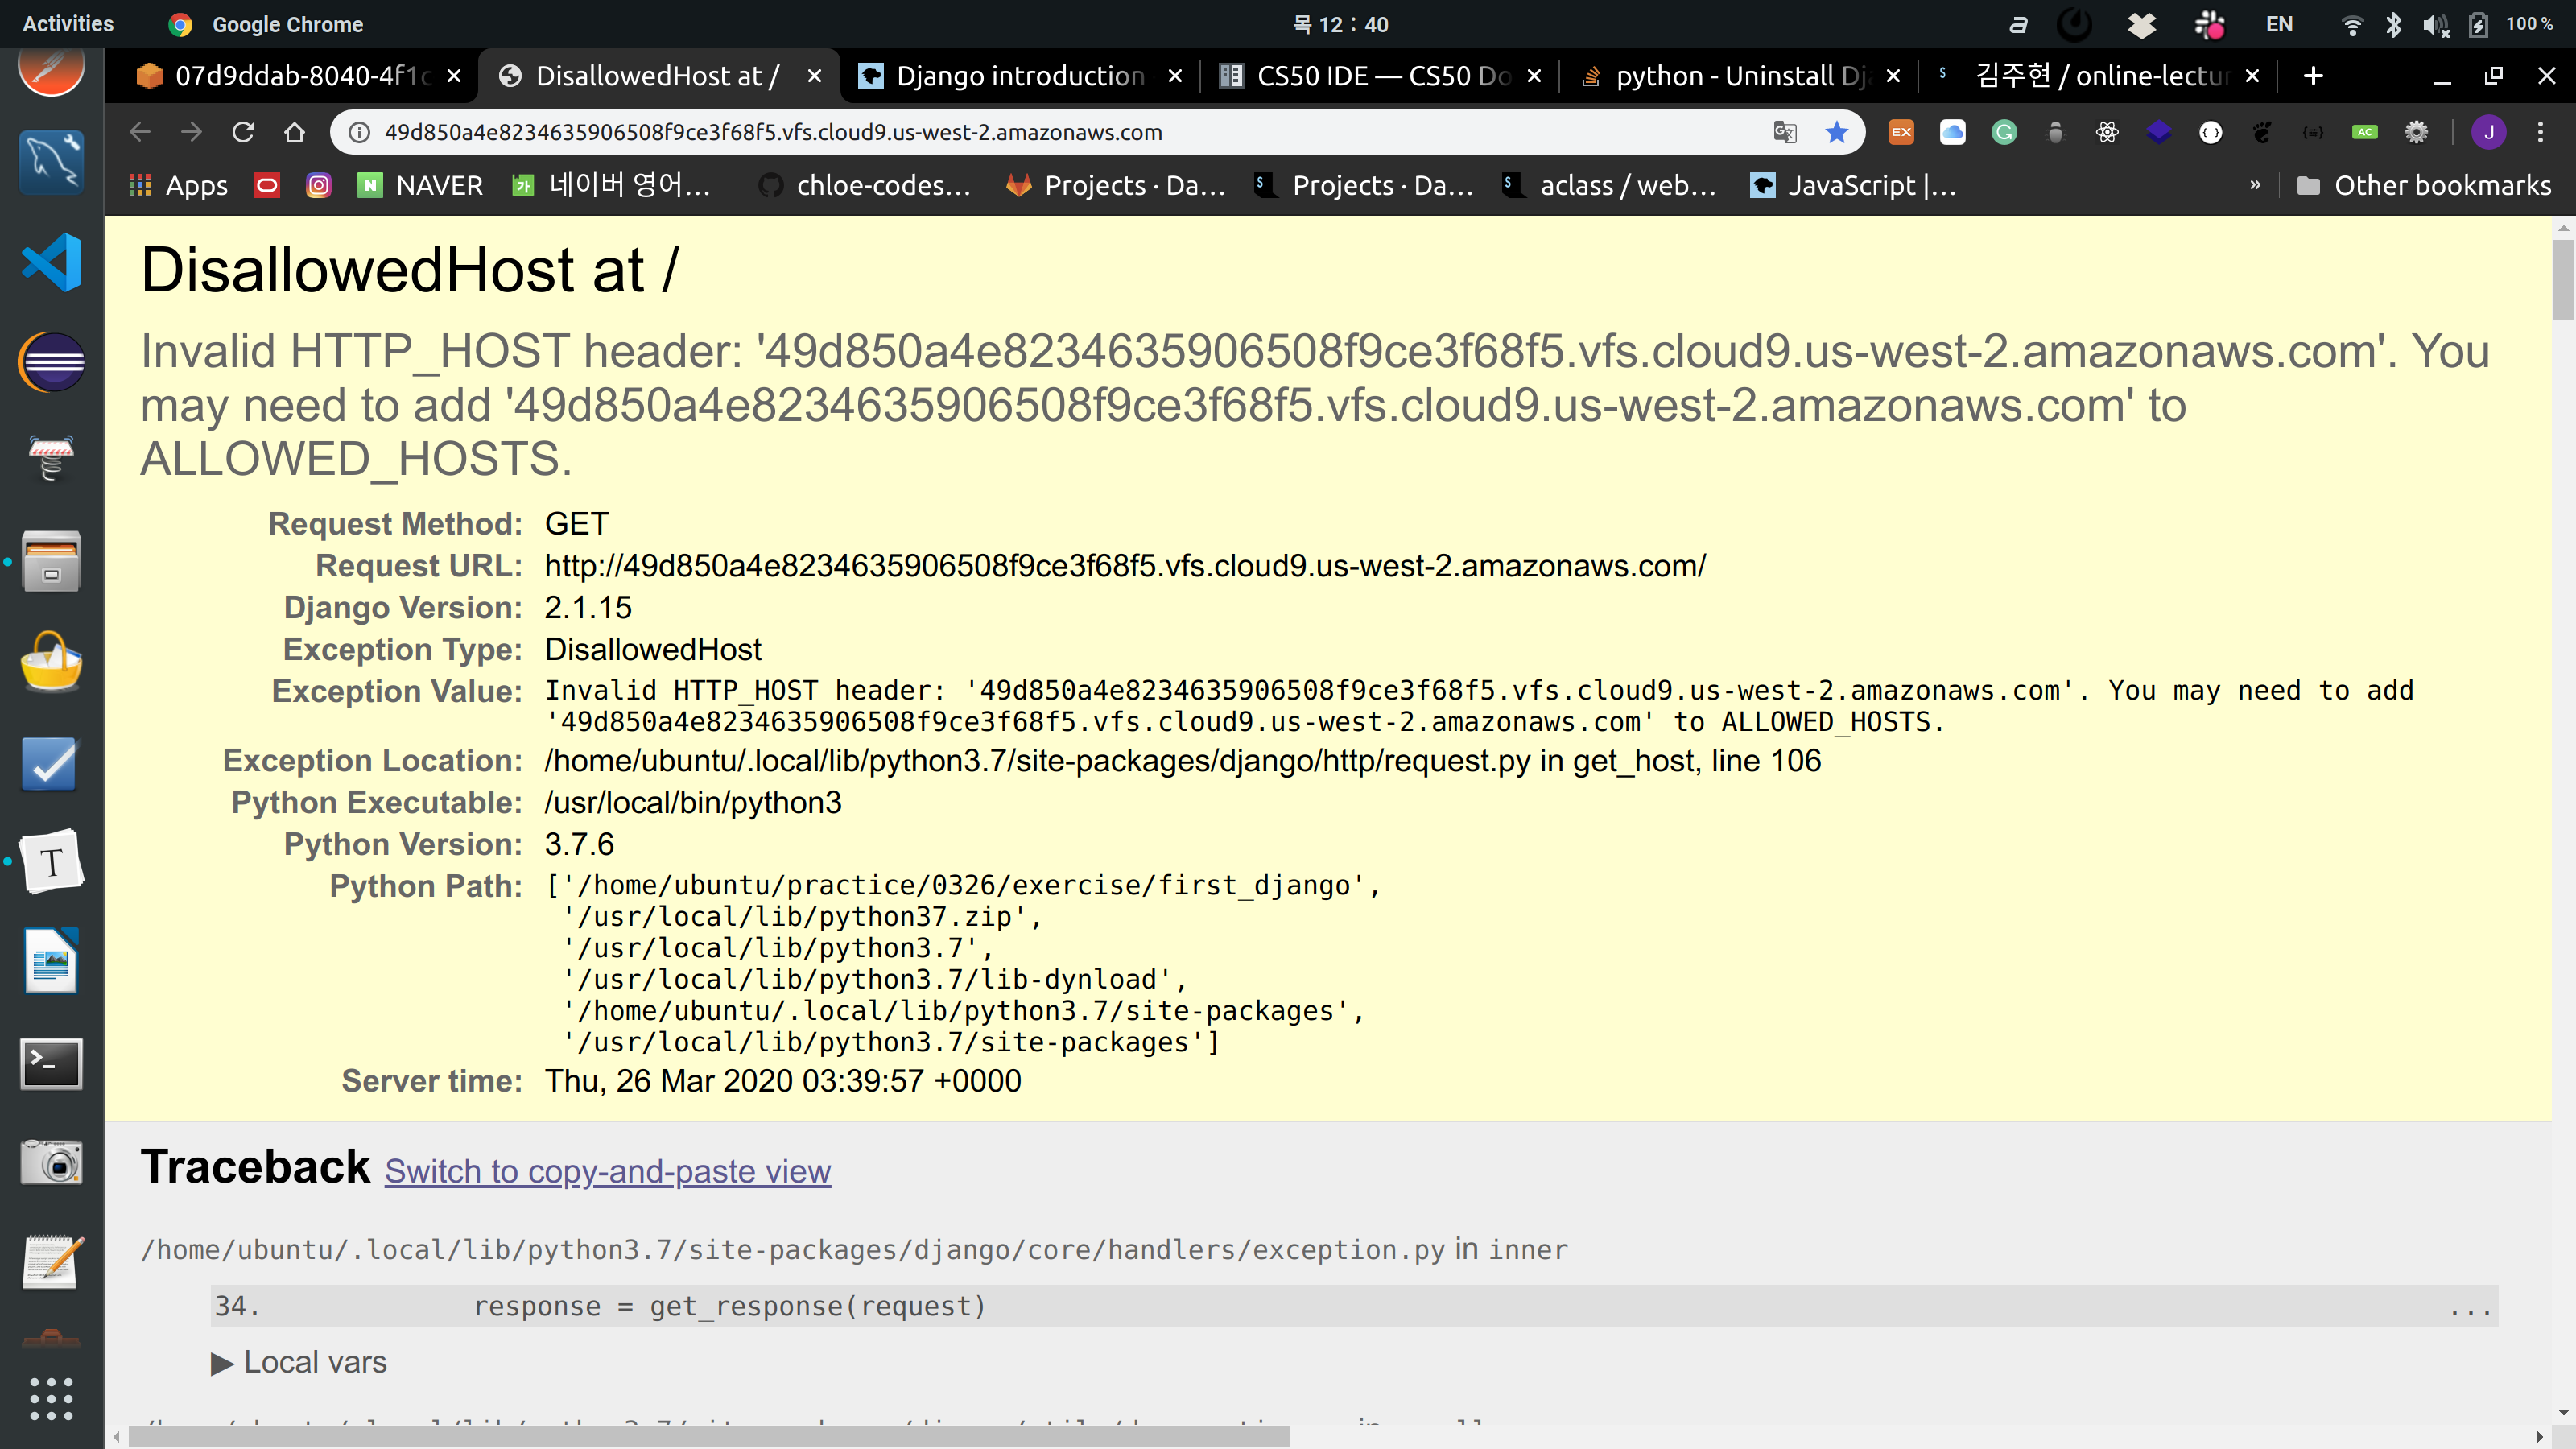 Activities
Google Chrome
목 12 : 40
EN
100 %
07d9ddab-8040-4f1c
DisallowedHost at /
Django introduction
CS50 IDE — CS50 Do
python - Uninstall Dj
김주현 / online-lectur
49d850a4e8234635906508f9ce3f68f5.vfs.cloud9.us-west-2.amazonaws.com
EX
AC
J
Apps
N NAVER
가 네이버 영어...
chloe-codes...
Projects · Da...
Projects · Da...
aclass / web...
JavaScript |...
»
Other bookmarks
DisallowedHost at /
Invalid HTTP_HOST header: '49d850a4e8234635906508f9ce3f68f5.vfs.cloud9.us-west-2.amazonaws.com'. You
may need to add '49d850a4e8234635906508f9ce3f68f5.vfs.cloud9.us-west-2.amazonaws.com' to
ALLOWED_HOSTS.
Request Method: GET
Request URL: http://49d850a4e8234635906508f9ce3f68f5.vfs.cloud9.us-west-2.amazonaws.com/
Django Version: 2.1.15
Exception Type: DisallowedHost
Exception Value: Invalid HTTP_HOST header: '49d850a4e8234635906508f9ce3f68f5.vfs.cloud9.us-west-2.amazonaws.com'. You may need to add
'49d850a4e8234635906508f9ce3f68f5.vfs.cloud9.us-west-2.amazonaws.com' to ALLOWED_HOSTS.
Exception Location: /home/ubuntu/.local/lib/python3.7/site-packages/django/http/request.py in get_host, line 106
Python Executable: /usr/local/bin/python3
Python Version: 3.7.6
Python Path: ['/home/ubuntu/practice/0326/exercise/first_django',
'/usr/local/lib/python37.zip',
'/usr/local/lib/python3.7',
'/usr/local/lib/python3.7/lib-dynload',
'/home/ubuntu/.local/lib/python3.7/site-packages',
'/usr/local/lib/python3.7/site-packages']
Server time: Thu, 26 Mar 2020 03:39:57 +0000
Traceback Switch to copy-and-paste view
/home/ubuntu/.local/lib/python3.7/site-packages/django/core/handlers/exception.py in inner
34. response = get_response(request) ...
▶ Local vars